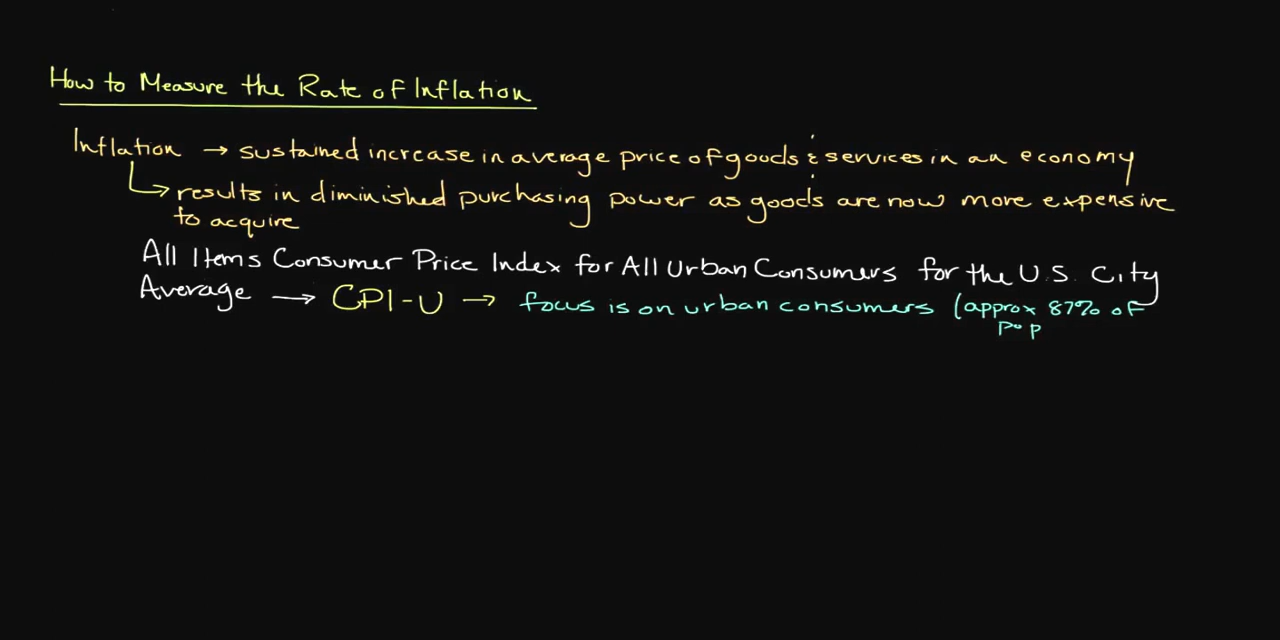 How to Measure the Rate of Inflation
Inflation → sustained increase in average price of goods & services in an economy
↳ results in diminished purchasing power as goods are now more expensive
to acquire
All Items Consumer Price Index for All Urban Consumers for the U.S. City
Average → CPI-U → focus is on urban consumers (approx 87% of
pop